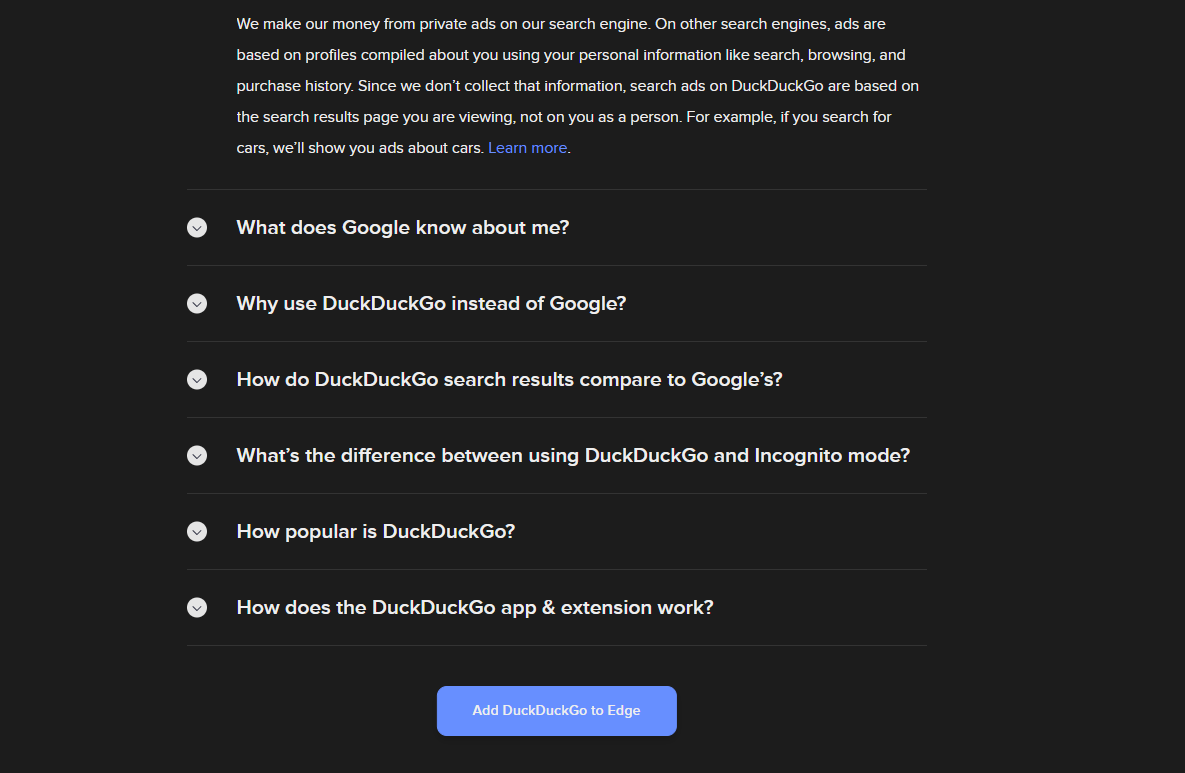 We make our money from private ads on our search engine. On other search engines, ads are
based on profiles compiled about you using your personal information like search, browsing, and
purchase history. Since we don’t collect that information, search ads on DuckDuckGo are based on
the search results page you are viewing, not on you as a person. For example, if you search for
cars, we’ll show you ads about cars. Learn more.
What does Google know about me?
Why use DuckDuckGo instead of Google?
How do DuckDuckGo search results compare to Google’s?
What’s the difference between using DuckDuckGo and Incognito mode?
How popular is DuckDuckGo?
How does the DuckDuckGo app & extension work?
Add DuckDuckGo to Edge